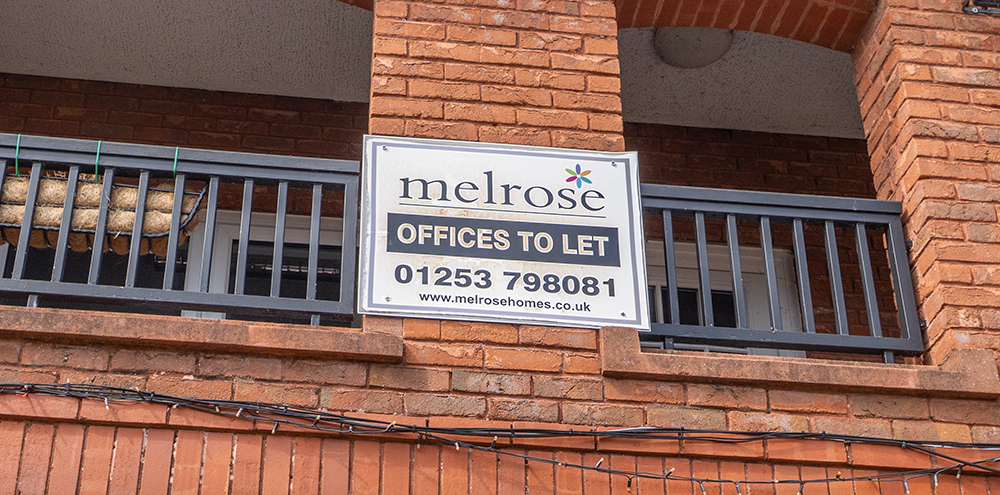 melrose
OFFICES TO LET
01253 798081
www.melrosehomes.co.uk